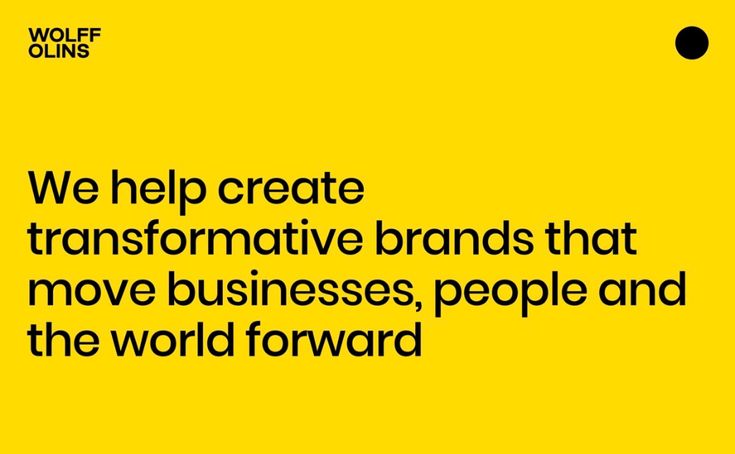 WOLFF
OLINS
We help create
transformative brands that
move businesses, people and
the world forward